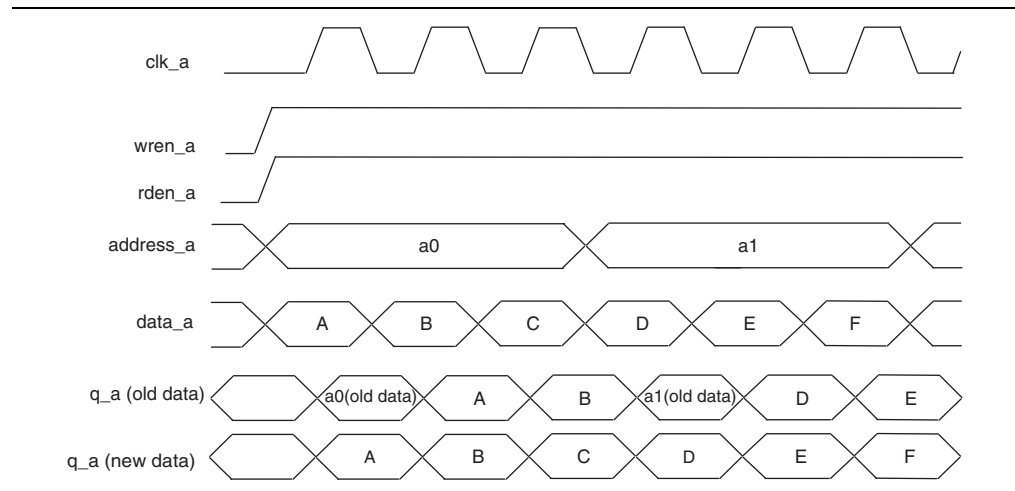 clk_a
wren_a
rden_a
address_a a0 a1
data_a A B C D E F
q_a (old data) a0(old data) A B a1(old data) D E
q_a (new data) A B C D E F